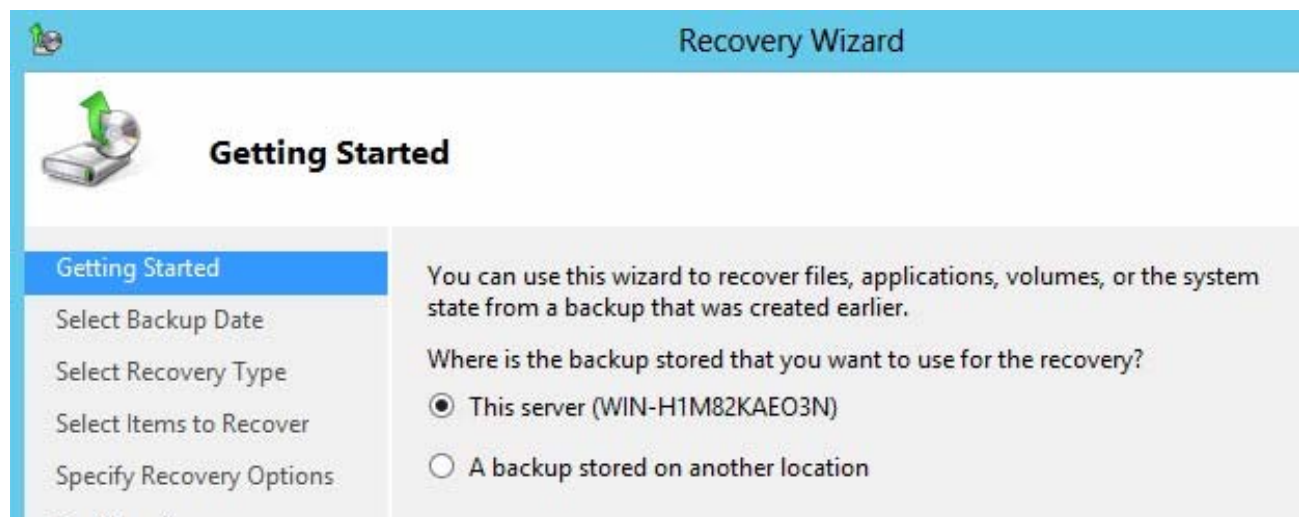 Recovery Wizard
Getting Started
Getting Started
Select Backup Date
Select Recovery Type
Select Items to Recover
Specify Recovery Options
You can use this wizard to recover files, applications, volumes, or the system
state from a backup that was created earlier.
Where is the backup stored that you want to use for the recovery?
This server (WIN-H1M82KAEO3N)
A backup stored on another location